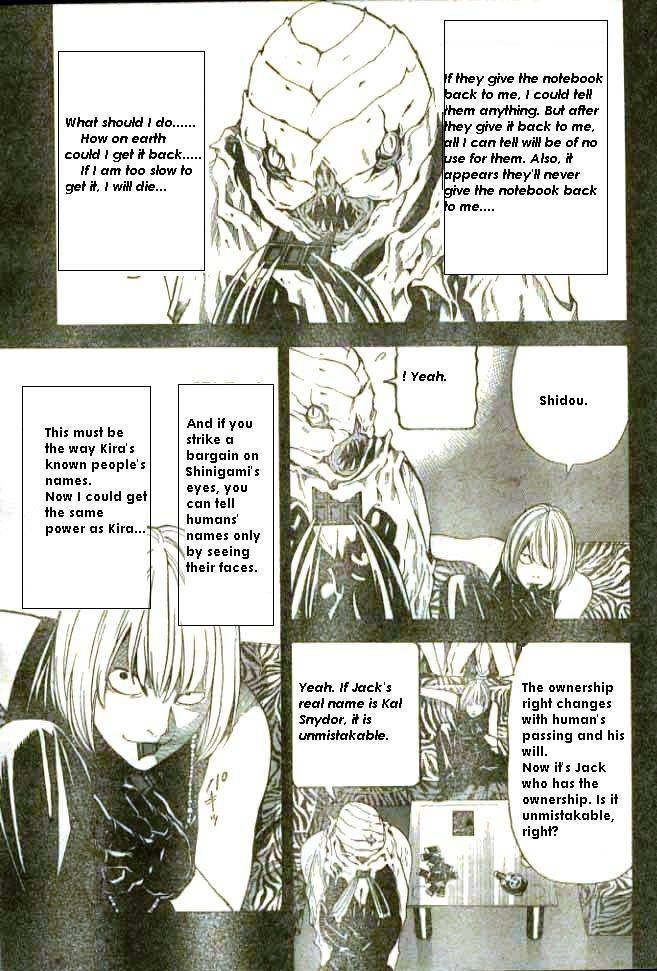 If they give the notebook
back to me, I could tell
them anything. But after
they give it back to me,
all I can tell will be of no
use for them. Also, it
appears they'll never
give the notebook back
to me....
What should I do......
How on earth
could I get it back.....
If I am too slow to
get it, I will die...
Shidou.
! Yeah.
The ownership
right changes
with human's
passing and his
will.
Now it's Jack
who has the
ownership. Is it
unmistakable,
right?
Yeah. If Jack's
real name is Kal
Snydor, it is
unmistakable.
And if you
strike a
bargain on
Shinigami's
eyes, you
can tell
humans'
names only
by seeing
their faces.
This must be
the way Kira's
known people's
names.
Now I could get
the same
power as Kira...
パキッ